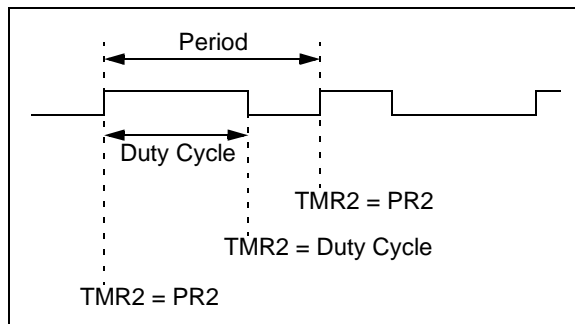 Period
Duty Cycle
TMR2 = PR2
TMR2 = Duty Cycle
TMR2 = PR2